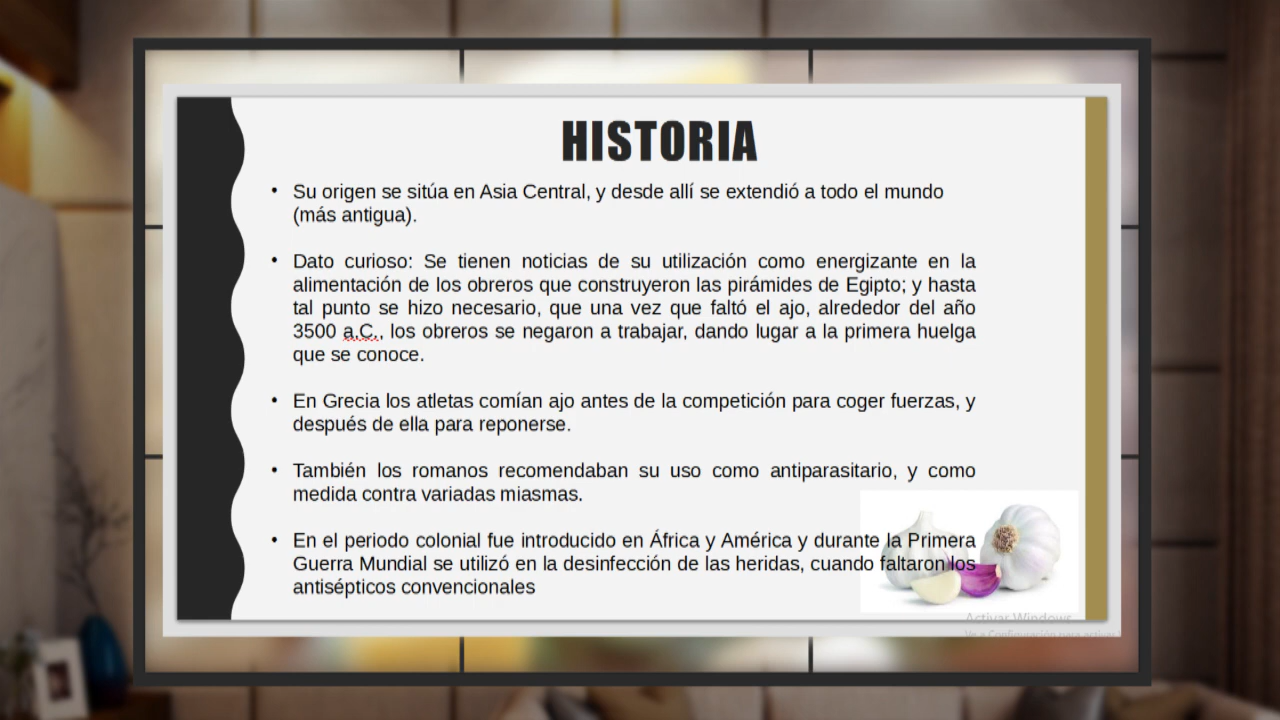 HISTORIA
• Su origen se sitúa en Asia Central, y desde allí se extendió a todo el mundo
(más antigua).
• Dato curioso: Se tienen noticias de su utilización como energizante en la
alimentación de los obreros que construyeron las pirámides de Egipto; y hasta
tal punto se hizo necesario, que una vez que faltó el ajo, alrededor del año
3500 a.C., los obreros se negaron a trabajar, dando lugar a la primera huelga
que se conoce.
• En Grecia los atletas comían ajo antes de la competición para coger fuerzas, y
después de ella para reponerse.
• También los romanos recomendaban su uso como antiparasitario, y como
medida contra variadas miasmas.
• En el periodo colonial fue introducido en África y América y durante la Primera
Guerra Mundial se utilizó en la desinfección de las heridas, cuando faltaron los
antisépticos convencionales
Activar Windows
Ve a Configuración para activar